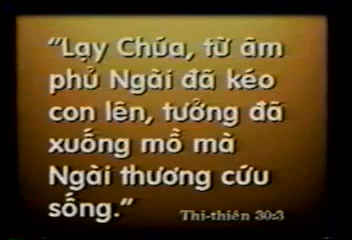 “Lạy Chúa, từ âm
phủ Ngài đã kéo
con lên, tưởng đã
xuống mồ mà
Ngài thương cứu
sống.”
Thi-thiên 30:3